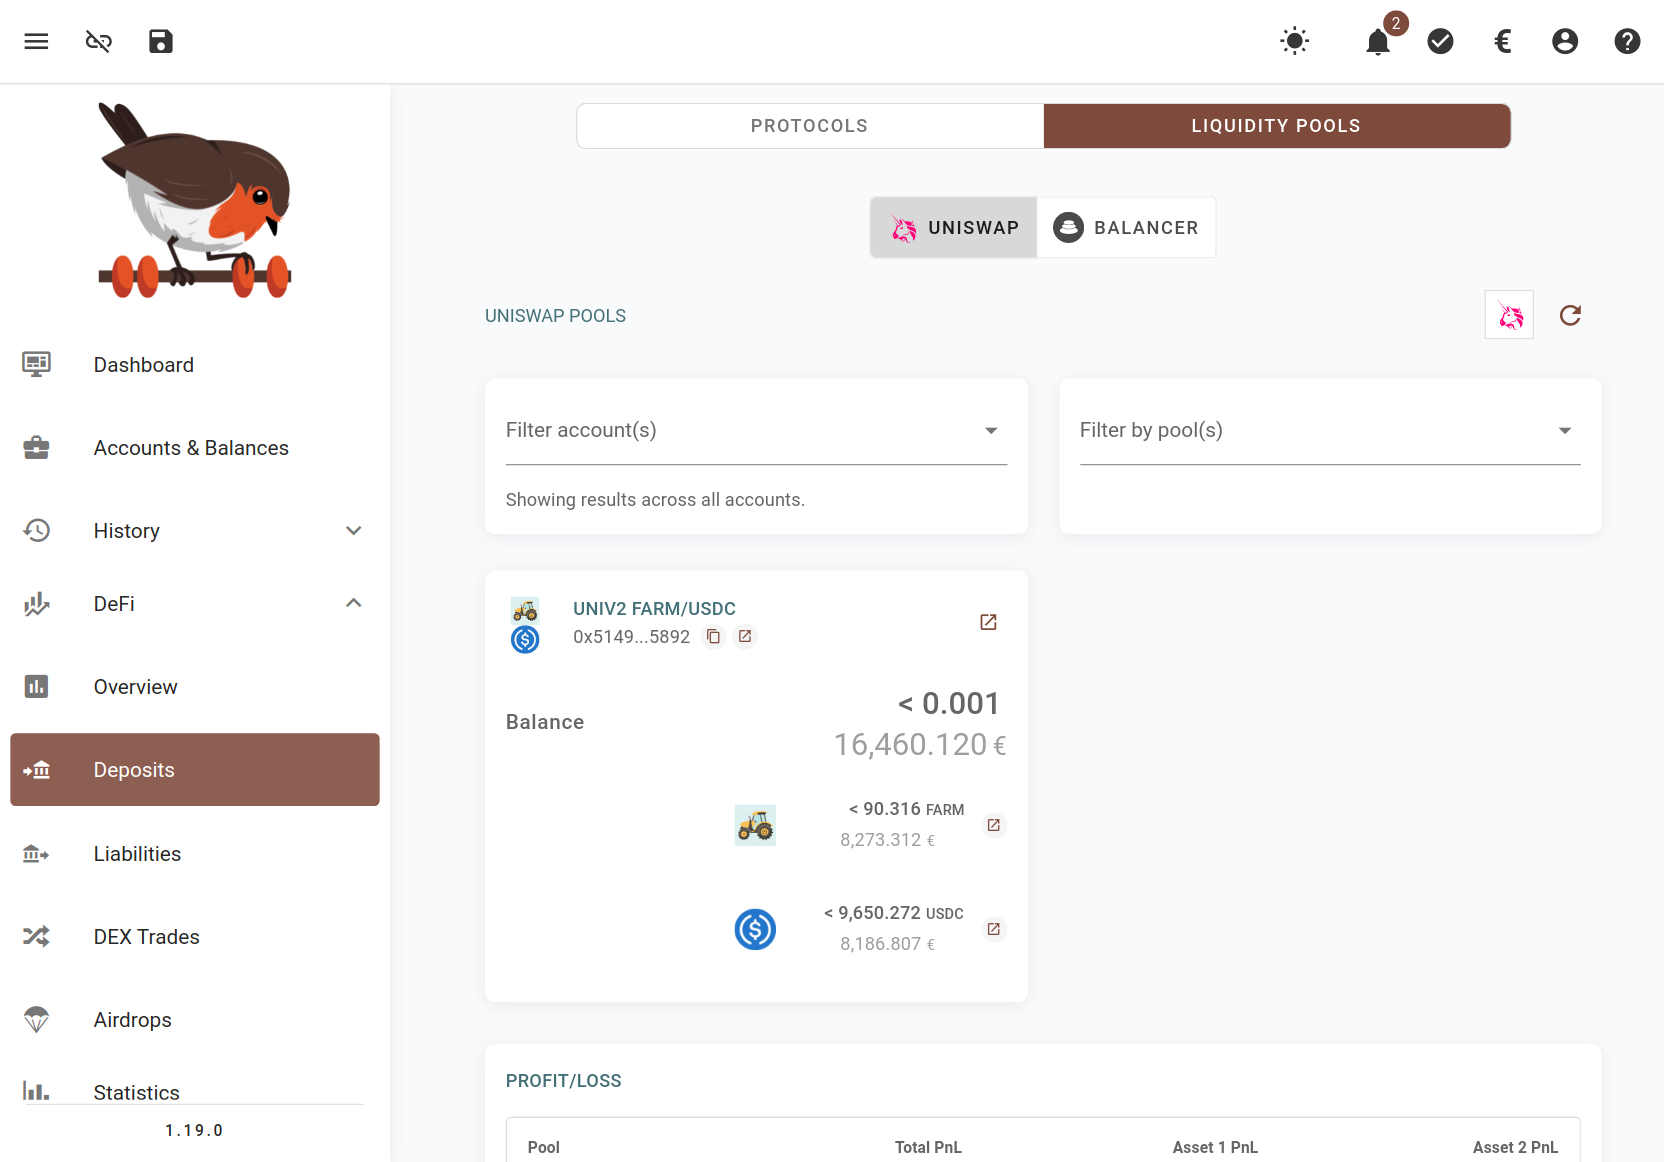 2
PROTOCOLS
LIQUIDITY POOLS
UNISWAP
BALANCER
UNISWAP POOLS
Dashboard
Accounts & Balances
History
DeFi
Overview
Deposits
Liabilities
DEX Trades
Airdrops
Statistics
1.19.0
Filter account(s)
Showing results across all accounts.
Filter by pool(s)
UNIV2 FARM/USDC
0x5149...5892
Balance
< 0.001
16,460.120 €
< 90.316 FARM
8,273.312 €
< 9,650.272 USDC
8,186.807 €
PROFIT/LOSS
Pool Total PnL Asset 1 PnL Asset 2 PnL